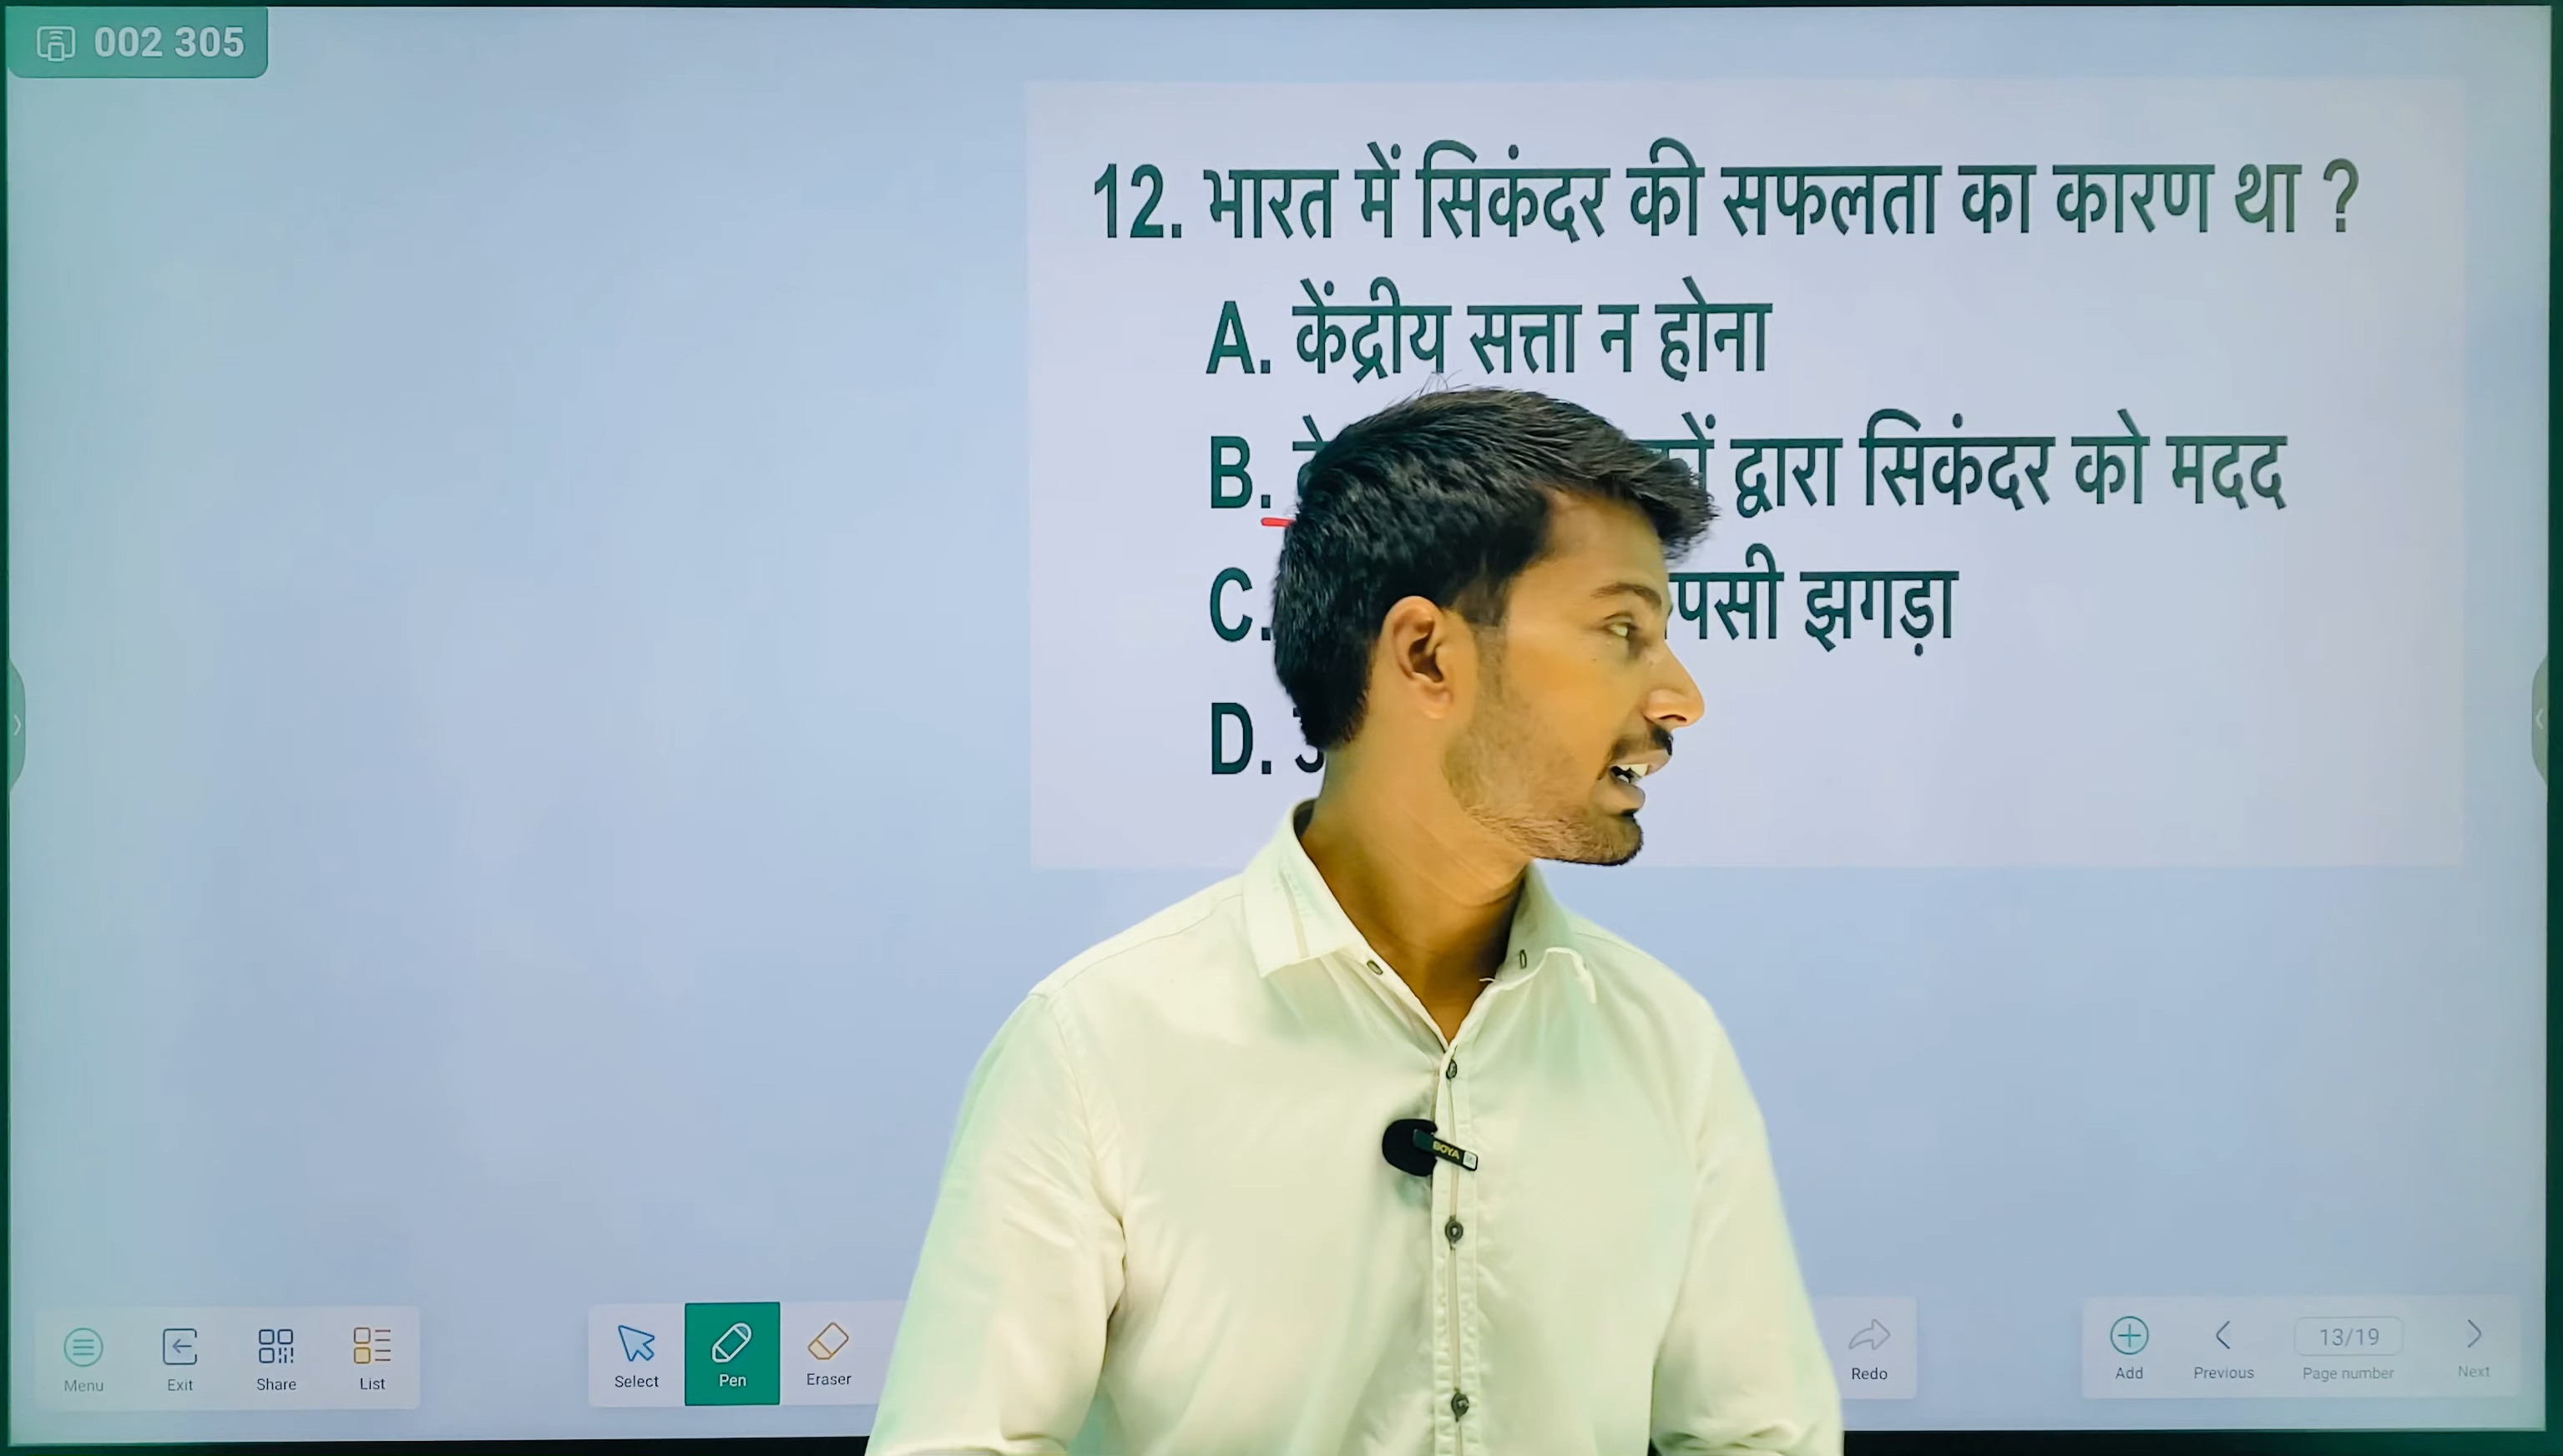 002 305
12. भारत में सिकंदर की सफलता का कारण था ?
A. केंद्रीय सत्ता न होना
B. द्वारा सिकंदर को मदद
C. झगड़ा
D.
BOYA
Menu Exit Share List Select Pen Eraser Redo Add Previous 13/19 Page number Next